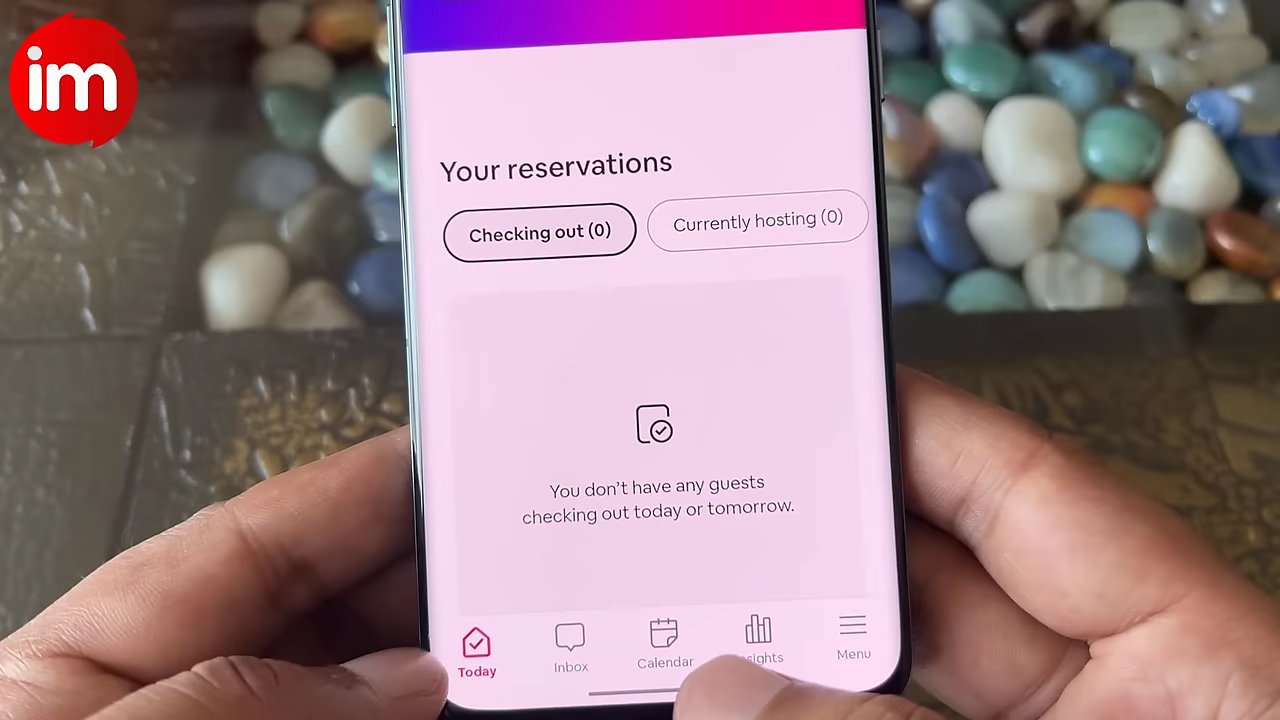 im
Your reservations
Checking out (0)
Currently hosting (0)
You don't have any guests
checking out today or tomorrow.
Today
Inbox
Calendar
Menu